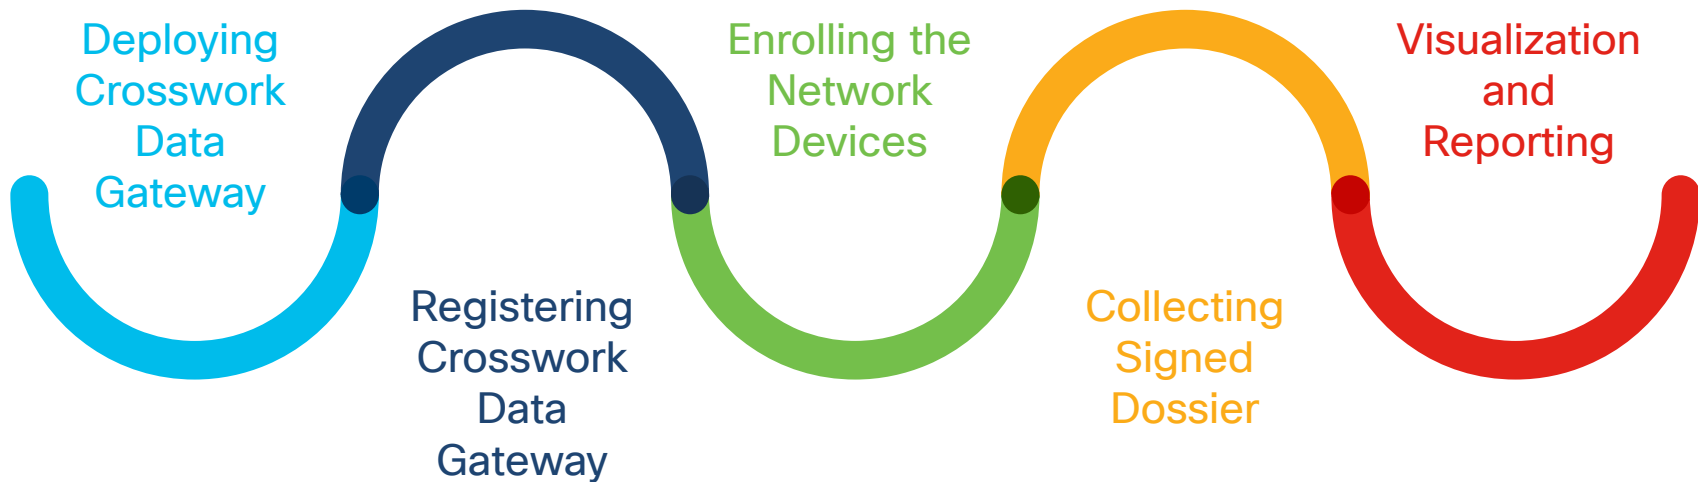 Deploying
Crosswork
Data
Gateway
Registering
Crosswork
Data
Gateway
Enrolling the
Network
Devices
Collecting
Signed
Dossier
Visualization
and
Reporting